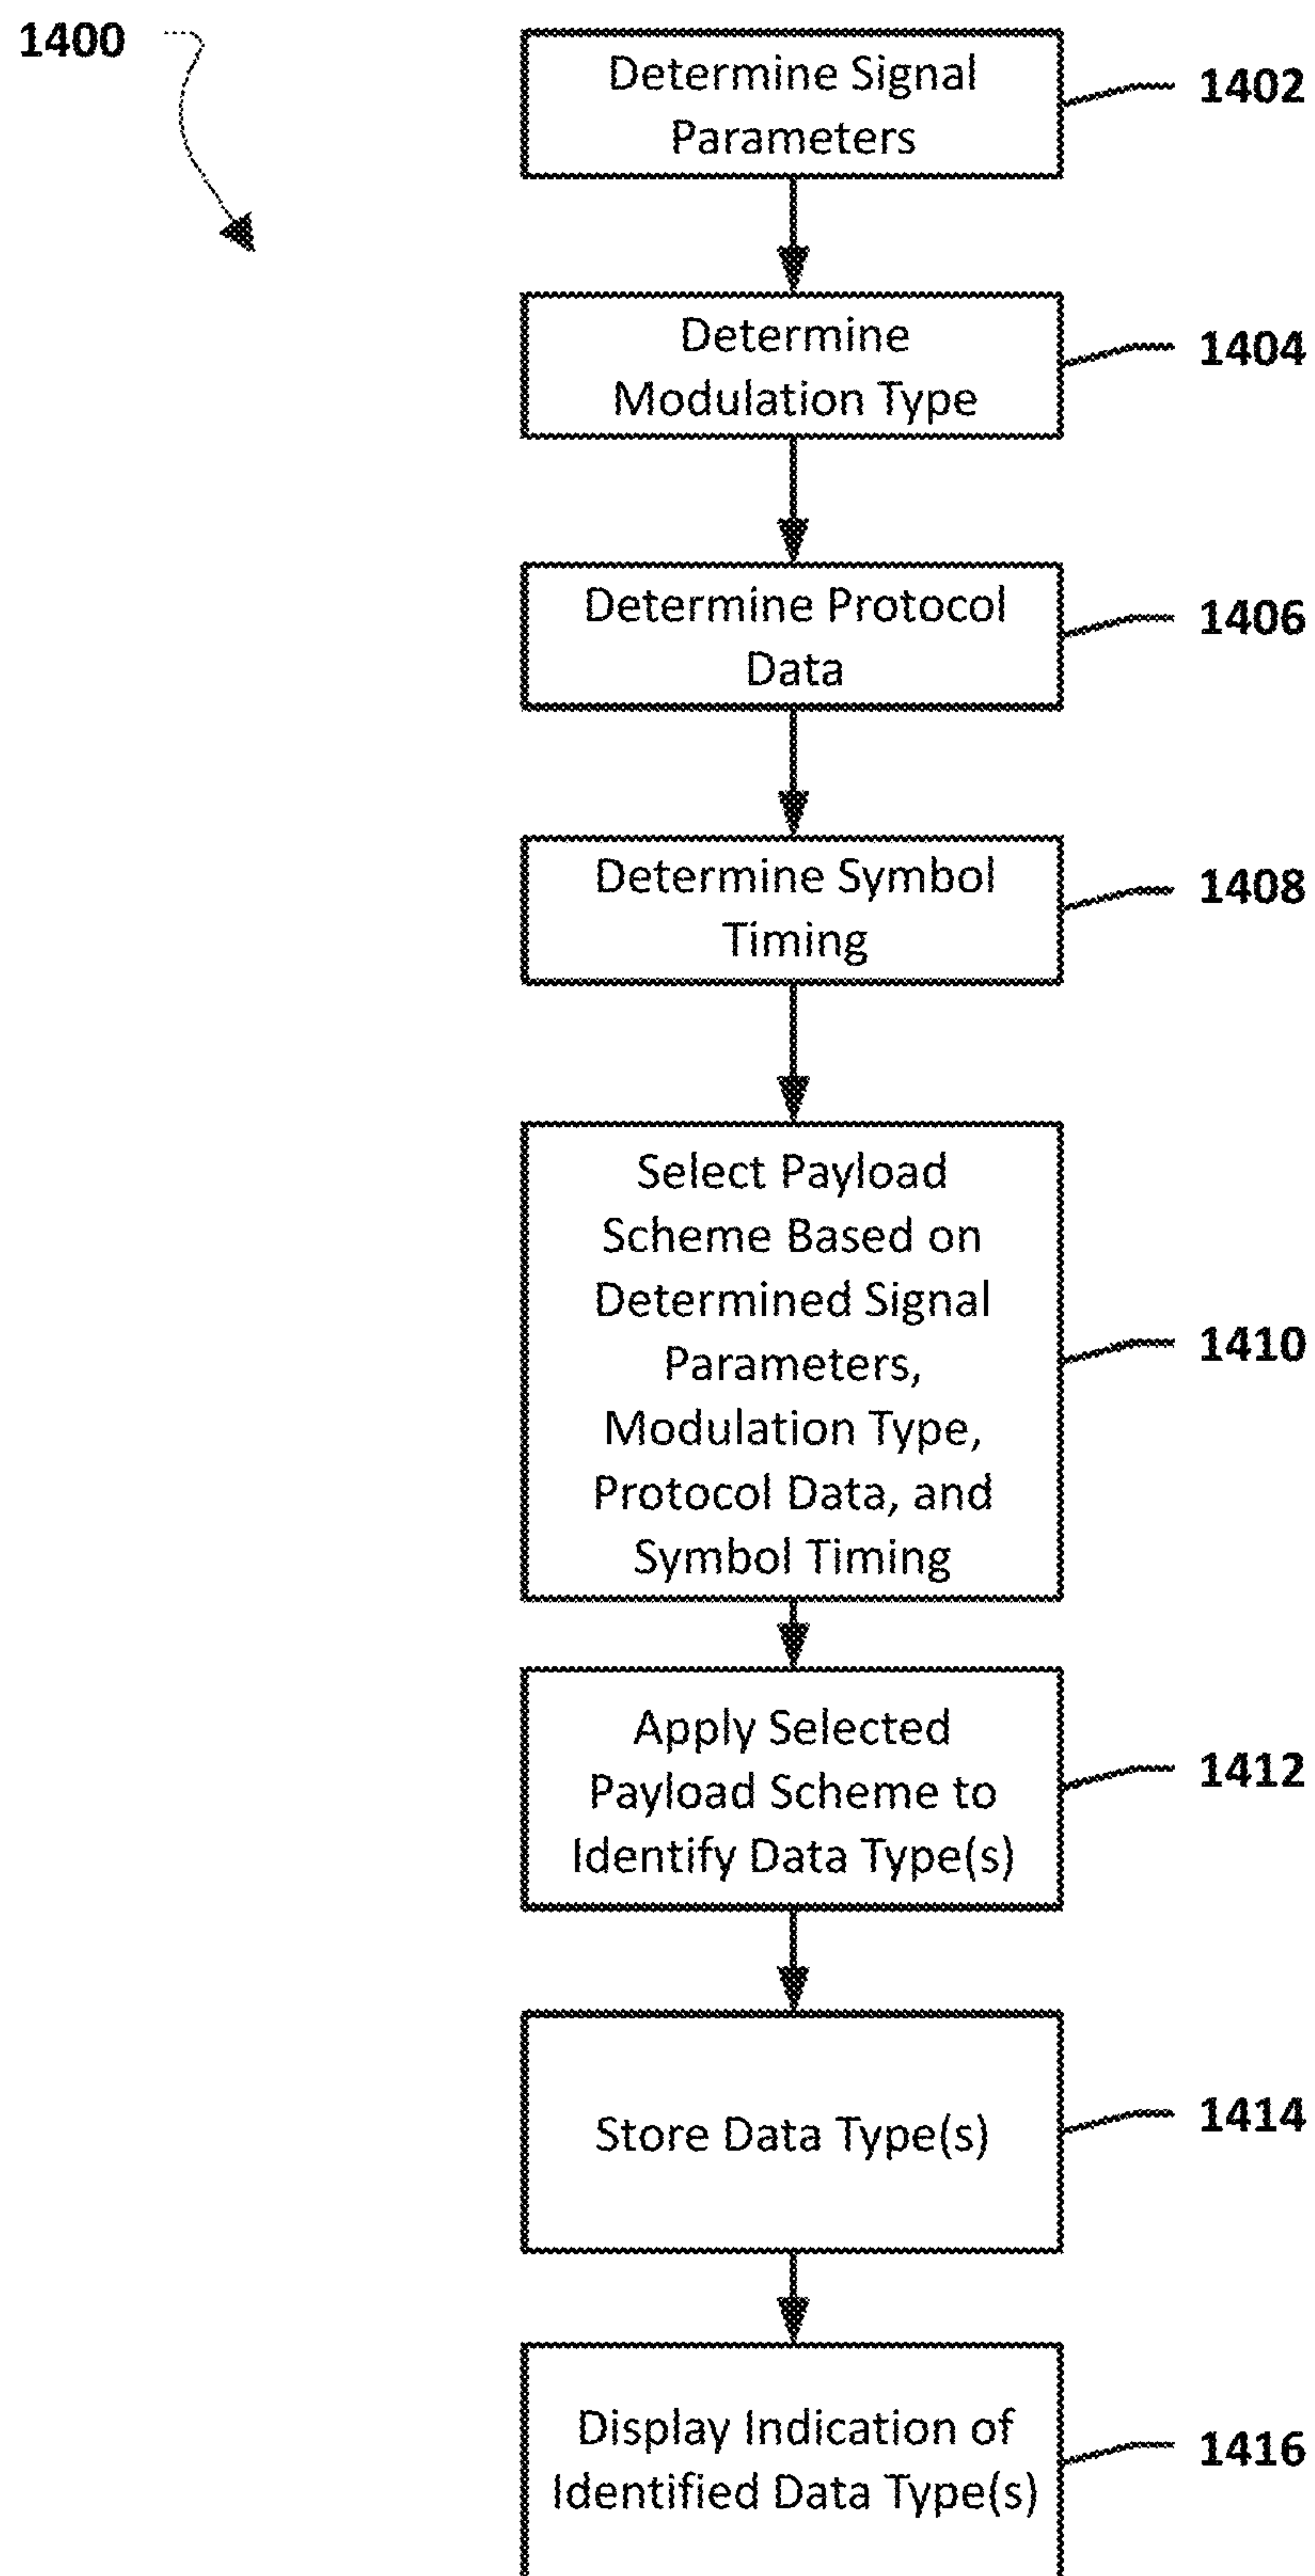 1400
Determine Signal
Parameters
1402
Determine
Modulation Type
1404
Determine Protocol
Data
1406
Determine Symbol
Timing
1408
Select Payload
Scheme Based on
Determined Signal
Parameters,
Modulation Type,
Protocol Data, and
Symbol Timing
1410
Apply Selected
Payload Scheme to
Identify Data Type(s)
1412
Store Data Type(s)
1414
Display Indication of
Identified Data Type(s)
1416